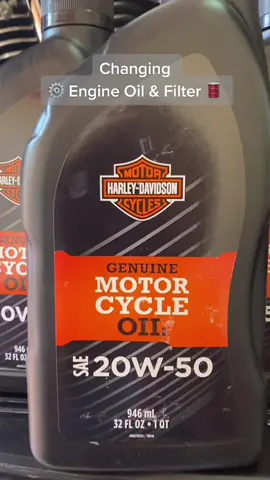 Changing
⚙️ Engine Oil & Filter 🛢️
MOTOR
HARLEY-DAVIDSON
CYCLES
GENUINE
MOTOR
CYCLE
OIL
SAE 20W-50
946 mL
32 FL OZ • 1 QT